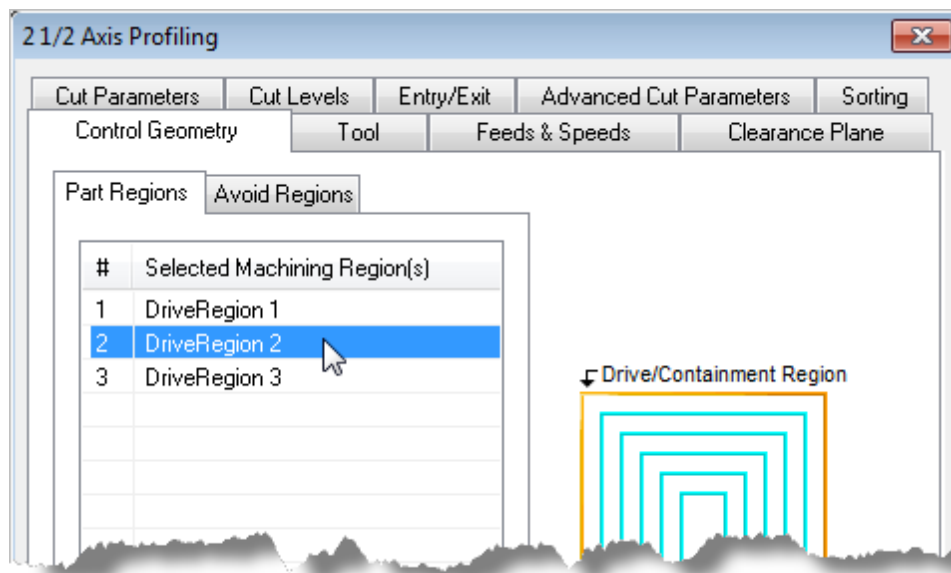 2 1/2 Axis Profiling
Cut Parameters Cut Levels Entry/Exit Advanced Cut Parameters Sorting
Control Geometry Tool Feeds & Speeds Clearance Plane
Part Regions Avoid Regions
# Selected Machining Region(s)
1 DriveRegion 1
2 DriveRegion 2
3 DriveRegion 3
Drive/Containment Region